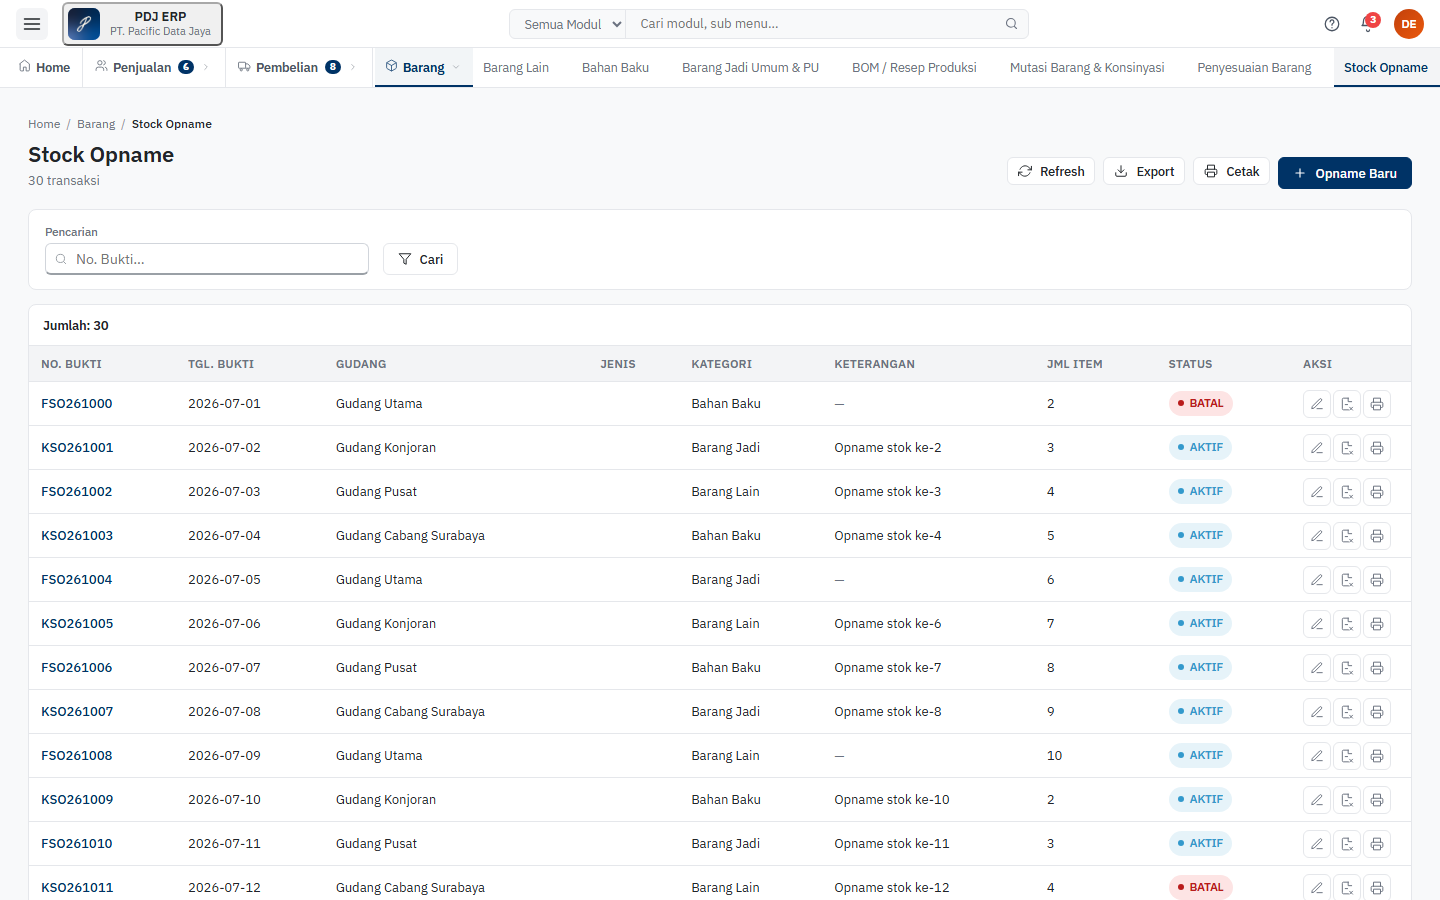 PDJ ERP
PT. Pacific Data Jaya
Semua Modul
Cari modul, sub menu...
3
DE
Home
Penjualan 6
Pembelian 8
Barang
Barang Lain
Bahan Baku
Barang Jadi Umum & PU
BOM / Resep Produksi
Mutasi Barang & Konsinyasi
Penyesuaian Barang
Stock Opname
Home / Barang / Stock Opname
Stock Opname
30 transaksi
Refresh
Export
Cetak
+ Opname Baru
Pencarian
No. Bukti...
Cari
Jumlah: 30
NO. BUKTI TGL. BUKTI GUDANG JENIS KATEGORI KETERANGAN JML ITEM STATUS AKSI
FSO261000 2026-07-01 Gudang Utama Bahan Baku — 2 BATAL
KSO261001 2026-07-02 Gudang Konjoran Barang Jadi Opname stok ke-2 3 AKTIF
FSO261002 2026-07-03 Gudang Pusat Barang Lain Opname stok ke-3 4 AKTIF
KSO261003 2026-07-04 Gudang Cabang Surabaya Bahan Baku Opname stok ke-4 5 AKTIF
FSO261004 2026-07-05 Gudang Utama Barang Jadi — 6 AKTIF
KSO261005 2026-07-06 Gudang Konjoran Barang Lain Opname stok ke-6 7 AKTIF
FSO261006 2026-07-07 Gudang Pusat Bahan Baku Opname stok ke-7 8 AKTIF
KSO261007 2026-07-08 Gudang Cabang Surabaya Barang Jadi Opname stok ke-8 9 AKTIF
FSO261008 2026-07-09 Gudang Utama Barang Lain — 10 AKTIF
KSO261009 2026-07-10 Gudang Konjoran Bahan Baku Opname stok ke-10 2 AKTIF
FSO261010 2026-07-11 Gudang Pusat Barang Jadi Opname stok ke-11 3 AKTIF
KSO261011 2026-07-12 Gudang Cabang Surabaya Barang Lain Opname stok ke-12 4 BATAL